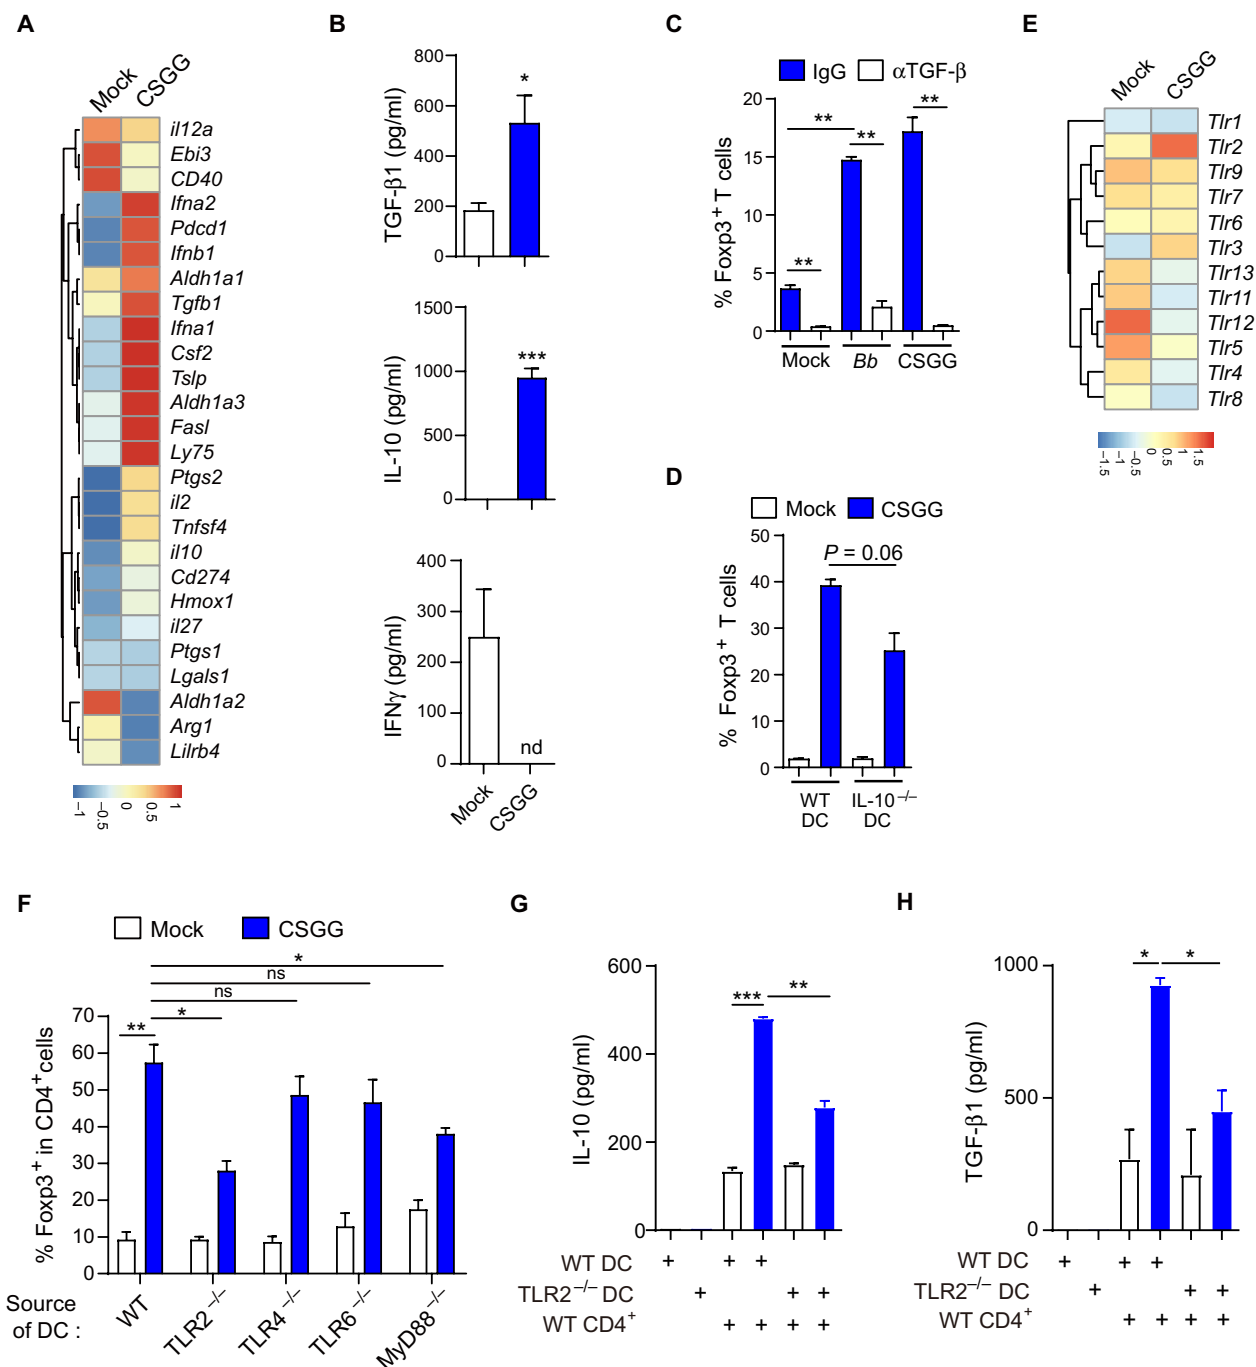 A
Mock
CSGG
il12a
Ebi3
CD40
Ifna2
Pdcd1
Ifnb1
Aldh1a1
Tgfb1
Ifna1
Csf2
Tslp
Aldh1a3
Fasl
Ly75
Ptgs2
il2
Tnfsf4
il10
Cd274
Hmox1
il27
Ptgs1
Lgals1
Aldh1a2
Arg1
Lilrb4
−1
−0.5
0
0.5
1
B
TGF-β1 (pg/ml)
800
600
400
200
0
*
IL-10 (pg/ml)
1500
1000
500
0
***
IFNγ (pg/ml)
400
300
200
100
0
nd
Mock
CSGG
C
IgG
αTGF-β
% Foxp3⁺ T cells
20
15
10
5
0
**
**
**
**
Mock
Bb
CSGG
D
Mock
CSGG
% Foxp3⁺ T cells
50
40
30
20
10
0
P = 0.06
WT DC
IL-10⁻/⁻ DC
E
Mock
CSGG
Tlr1
Tlr2
Tlr9
Tlr7
Tlr6
Tlr3
Tlr13
Tlr11
Tlr12
Tlr5
Tlr4
Tlr8
−1.5
−1
−0.5
0
0.5
1
1.5
F
Mock
CSGG
% Foxp3⁺ in CD4⁺cells
70
60
50
40
30
20
10
0
*
ns
ns
*
**
Source of DC :
WT
TLR2⁻/⁻
TLR4⁻/⁻
TLR6⁻/⁻
MyD88⁻/⁻
G
IL-10 (pg/ml)
600
400
200
0
***
**
WT DC + + +
TLR2⁻/⁻ DC + + +
WT CD4⁺ + + + +
H
TGF-β1 (pg/ml)
1000
500
0
*
*
WT DC + + +
TLR2⁻/⁻ DC + + +
WT CD4⁺ + + + +